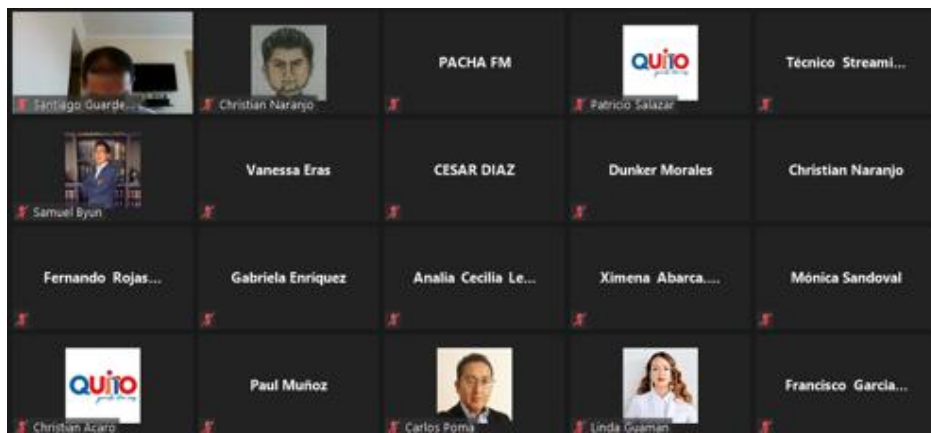 Santiago Guarde...
Christian Naranjo
PACHA FM
QUITO
Patricio Salazar
Técnico Streami...
Samuel Byun
Vanessa Eras
CESAR DIAZ
Dunker Morales
Christian Naranjo
Fernando Rojas...
Gabriela Enriquez
Analia Cecilia Le...
Ximena Abarca....
Mónica Sandoval
QUITO
Christian Acaro
Paul Muñoz
Carlos Poma
Linda Guaman
Francisco Garcia...